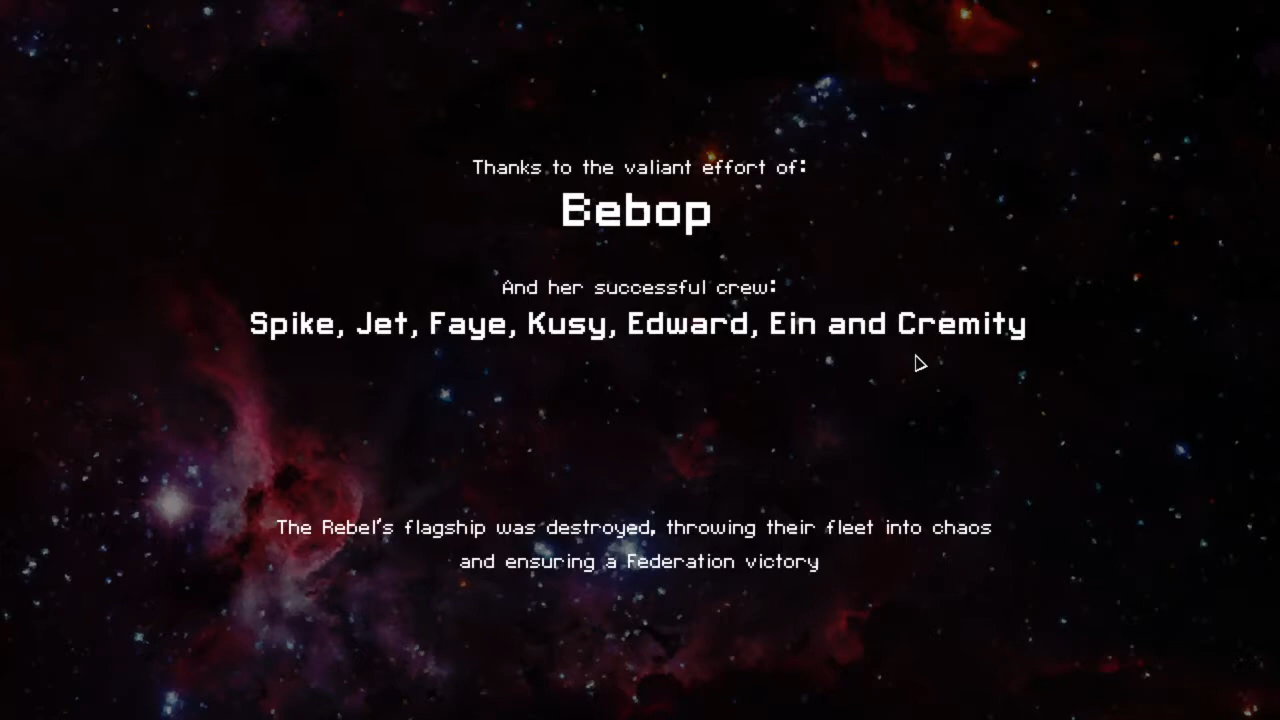 Thanks to the valiant effort of:
Bebop
And her successful crew:
Spike, Jet, Faye, Kusy, Edward, Ein and Cremity
The Rebel's flagship was destroyed, throwing their fleet into chaos
and ensuring a Federation victory